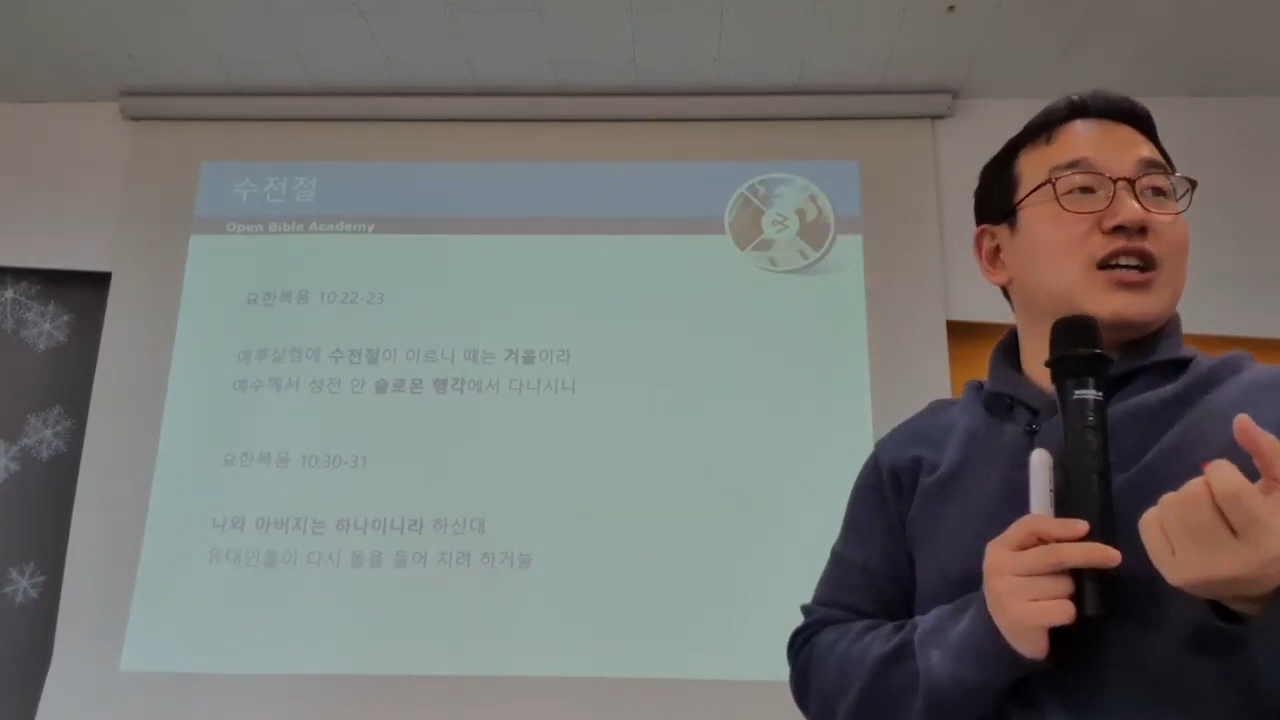 수전절
Open Bible Academy
요한복음 10:22-23
예루살렘에 수전절이 이르니 때는 겨울이라
예수께서 성전 안 솔로몬 행각에서 다니시니
요한복음 10:30-31
나와 아버지는 하나이니라 하신대
유대인들이 다시 돌을 들어 치려 하거늘